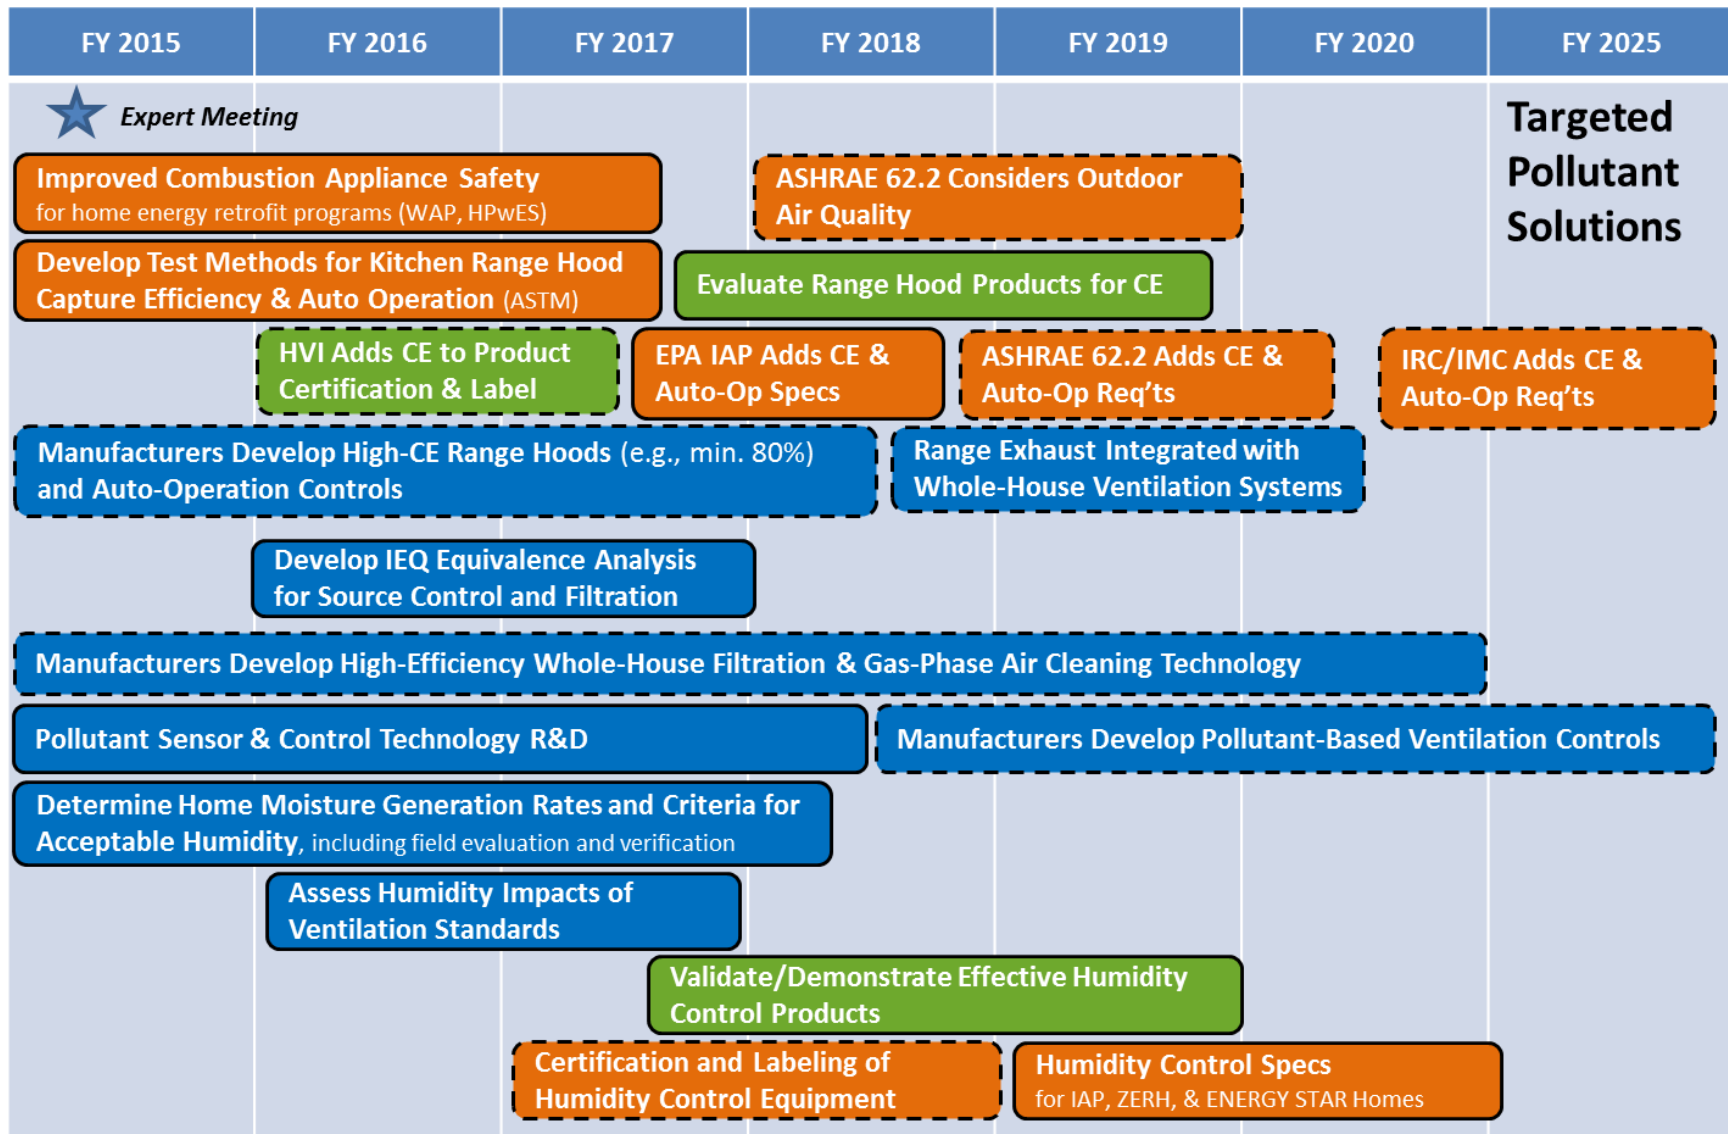 FY 2015 FY 2016 FY 2017 FY 2018 FY 2019 FY 2020 FY 2025
Expert Meeting
Targeted
Pollutant
Solutions
Improved Combustion Appliance Safety
for home energy retrofit programs (WAP, HPwES)
ASHRAE 62.2 Considers Outdoor
Air Quality
Develop Test Methods for Kitchen Range Hood
Capture Efficiency & Auto Operation (ASTM)
Evaluate Range Hood Products for CE
HVI Adds CE to Product
Certification & Label
EPA IAP Adds CE &
Auto-Op Specs
ASHRAE 62.2 Adds CE &
Auto-Op Req'ts
IRC/IMC Adds CE &
Auto-Op Req'ts
Manufacturers Develop High-CE Range Hoods (e.g., min. 80%)
and Auto-Operation Controls
Range Exhaust Integrated with
Whole-House Ventilation Systems
Develop IEQ Equivalence Analysis
for Source Control and Filtration
Manufacturers Develop High-Efficiency Whole-House Filtration & Gas-Phase Air Cleaning Technology
Pollutant Sensor & Control Technology R&D
Manufacturers Develop Pollutant-Based Ventilation Controls
Determine Home Moisture Generation Rates and Criteria for
Acceptable Humidity, including field evaluation and verification
Assess Humidity Impacts of
Ventilation Standards
Validate/Demonstrate Effective Humidity
Control Products
Certification and Labeling of
Humidity Control Equipment
Humidity Control Specs
for IAP, ZERH, & ENERGY STAR Homes